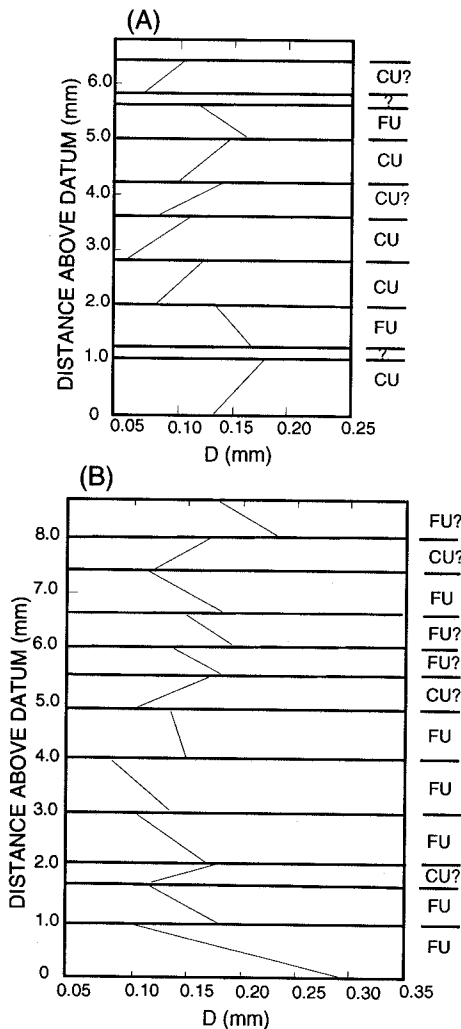 (A)
DISTANCE ABOVE DATUM (mm)
6.0
5.0
4.0
3.0
2.0
1.0
0
CU?
?
FU
CU
CU?
CU
CU
FU
?
CU
0.05 0.10 0.15 0.20 0.25
D (mm)
(B)
DISTANCE ABOVE DATUM (mm)
8.0
7.0
6.0
5.0
4.0
3.0
2.0
1.0
0
FU?
CU?
FU
FU?
FU?
CU?
FU
FU
FU
CU?
FU
FU
0.05 0.10 0.15 0.20 0.30 0.35
D (mm)